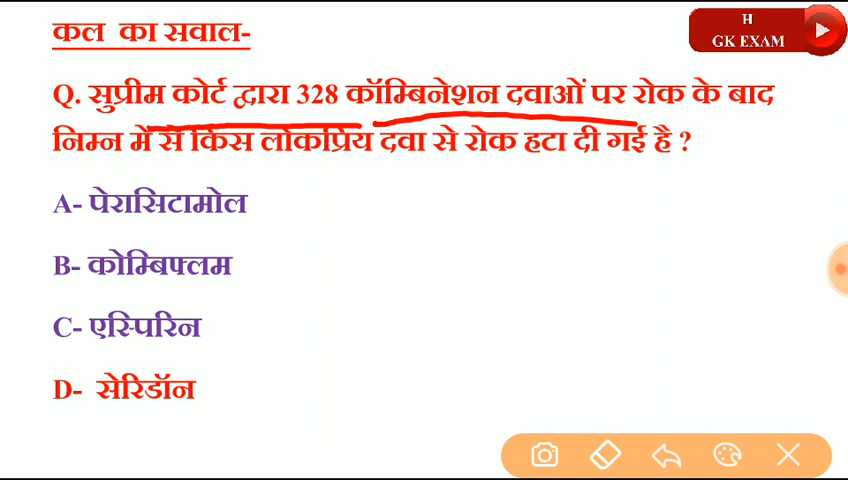 कल का सवाल-
H
GK EXAM
Q. सुप्रीम कोर्ट द्वारा 328 कॉम्बिनेशन दवाओं पर रोक के बाद
निम्न में से किस लोकप्रिय दवा से रोक हटा दी गई है ?
A- पेरासिटामोल
B- कोम्बिफ्लम
C- एस्पिरिन
D- सेरिडॉन